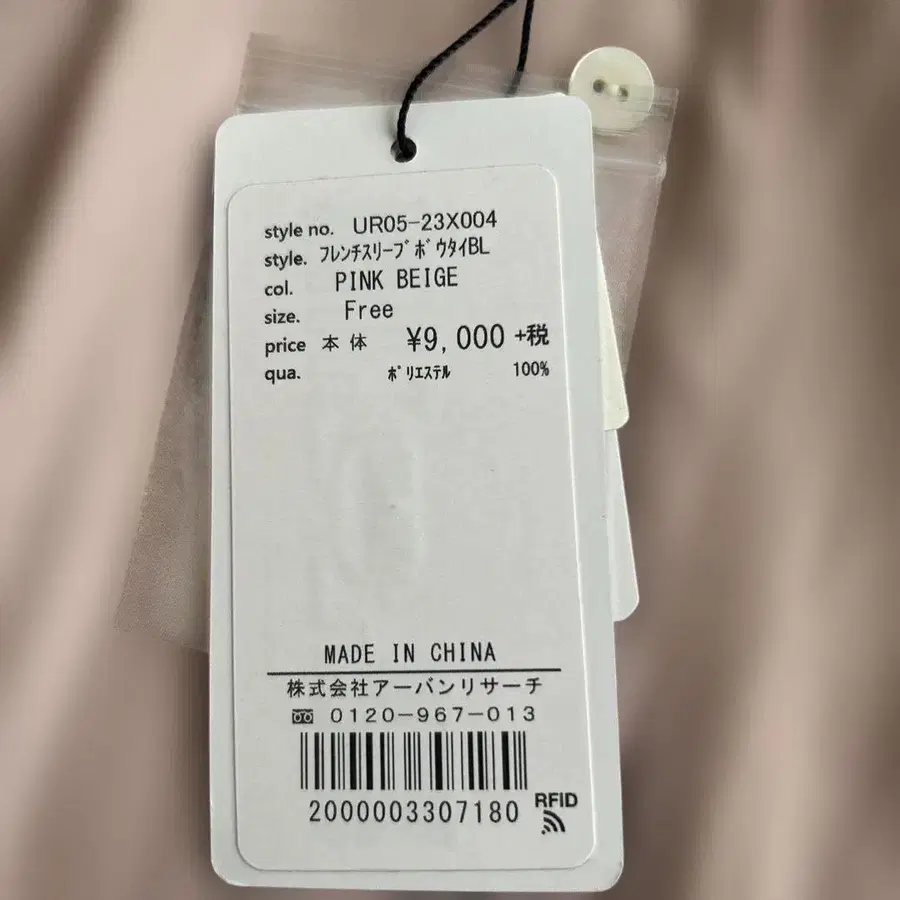 style no. UR05-23X004
style. ﾌﾚﾝﾁｽﾘｰﾌﾞﾎﾞｳﾀｲBL
col. PINK BEIGE
size. Free
price 本体 ¥9,000 +税
qua. ﾎﾟﾘｴｽﾃﾙ 100%
MADE IN CHINA
株式会社アーバンリサーチ
0120-967-013
2000003307180
RFID